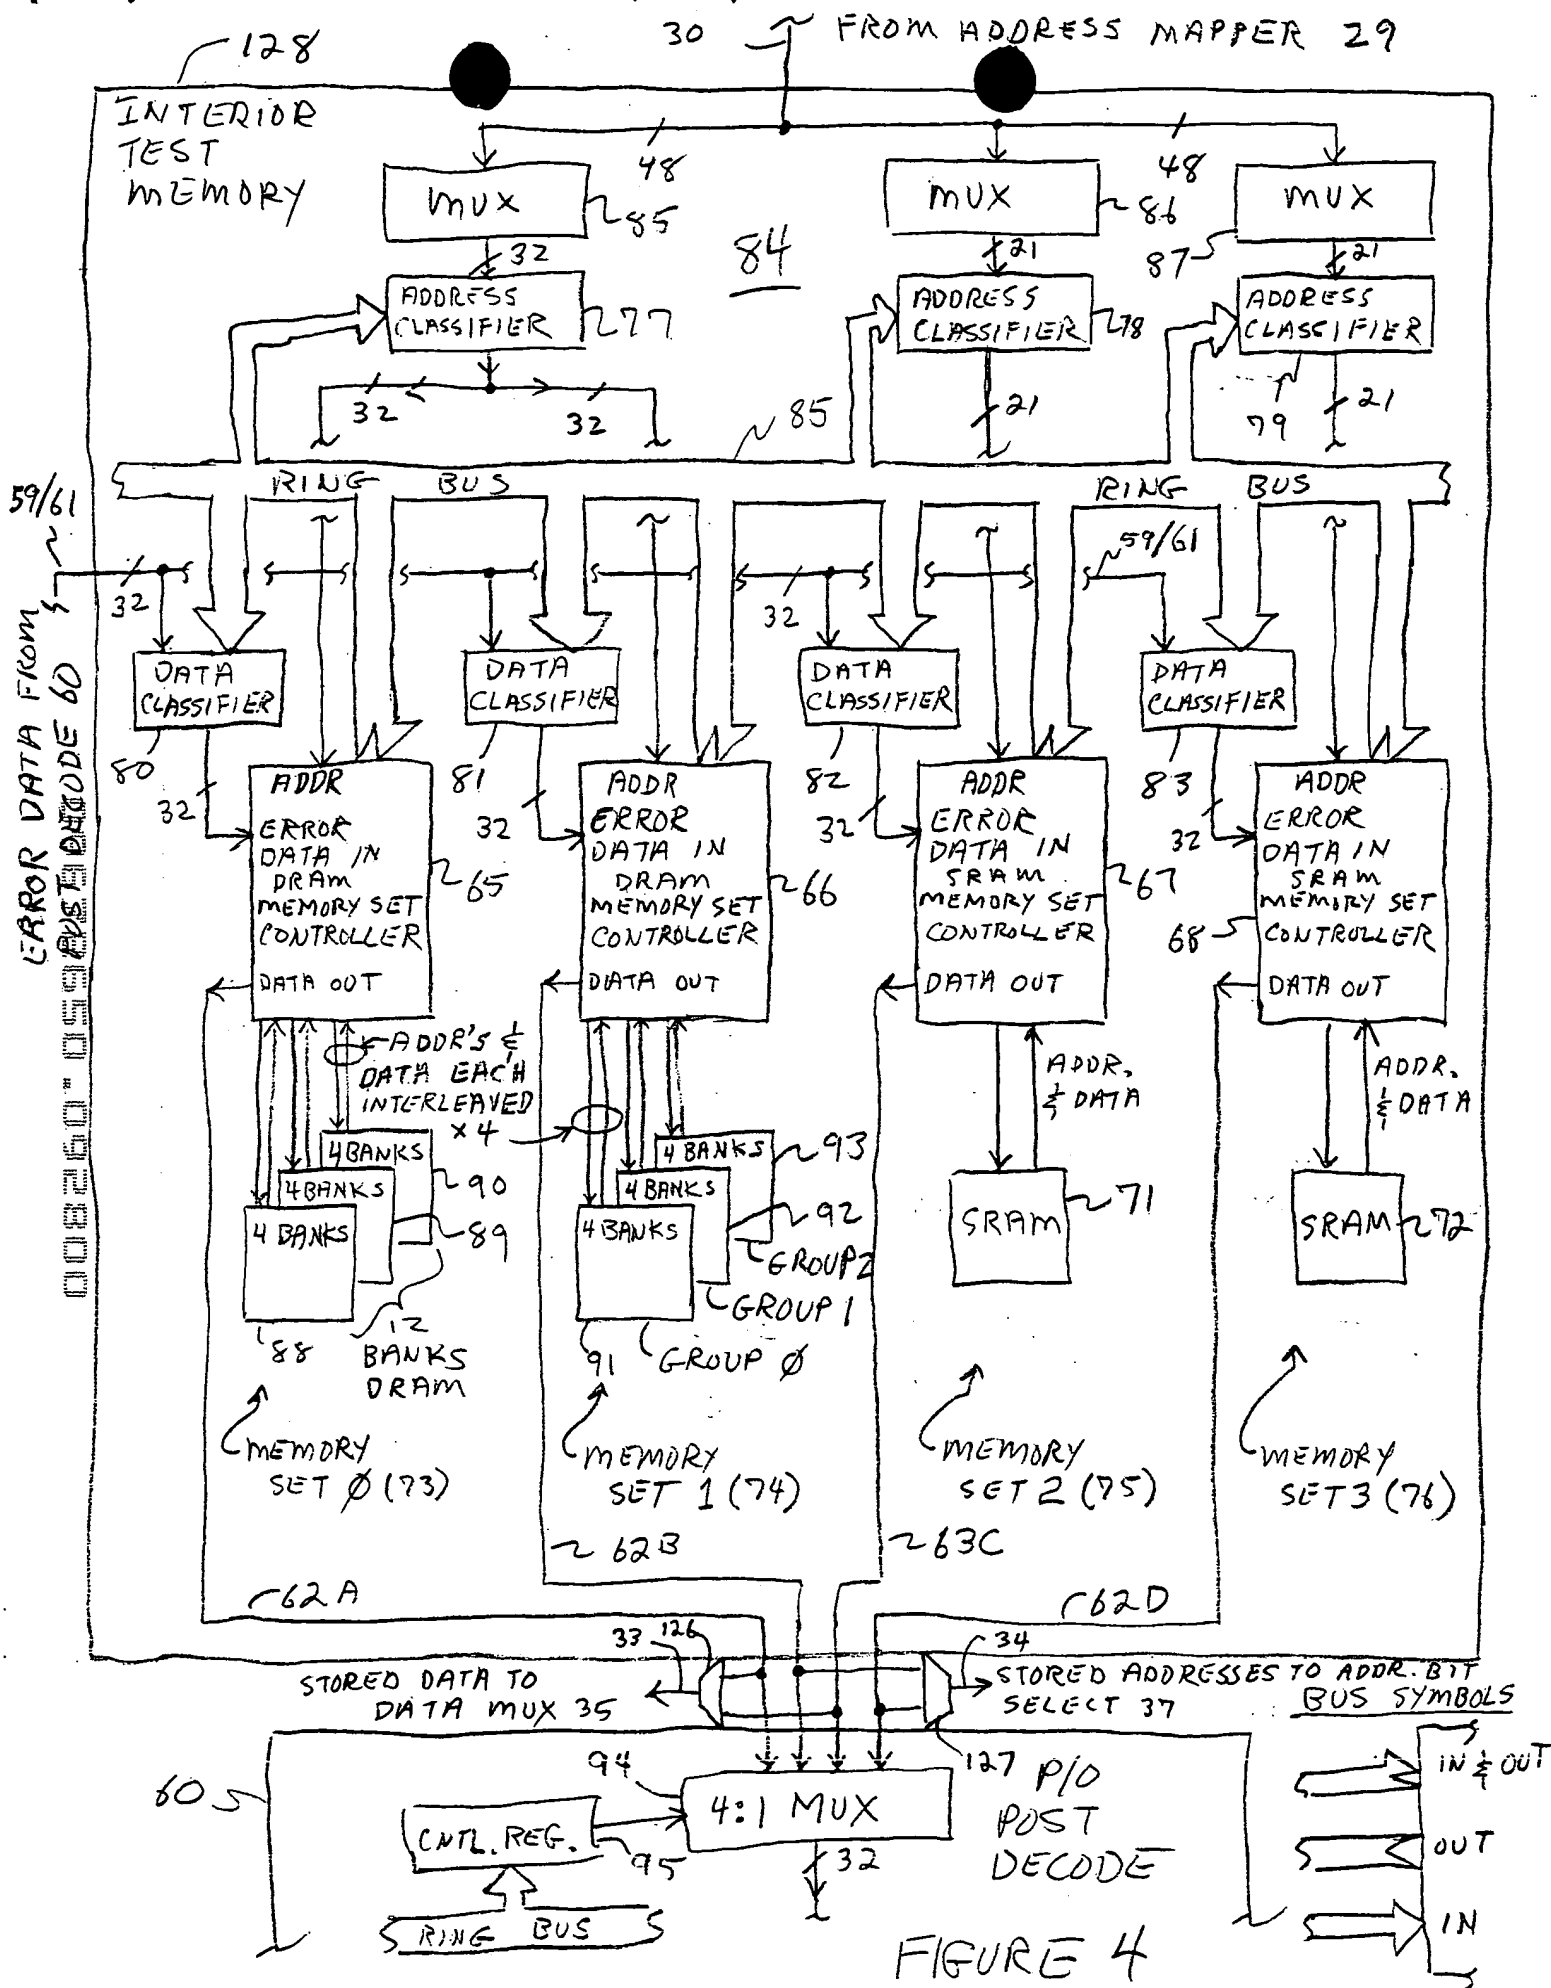 30
FROM ADDRESS MAPPER 29
128
INTERIOR
TEST
MEMORY
48
48
MUX
85
MUX
86
MUX
87
84
32
21
21
ADDRESS
CLASSIFIER
77
ADDRESS
CLASSIFIER
78
ADDRESS
CLASSIFIER
79
32
32
21
21
85
RING BUS
RING BUS
59/61
59/61
32
32
ERROR DATA FROM
POST DECODE 60
DATA
CLASSIFIER
80
DATA
CLASSIFIER
81
DATA
CLASSIFIER
82
DATA
CLASSIFIER
83
32
32
32
32
ADDR
ERROR
DATA IN
DRAM
MEMORY SET
CONTROLLER
DATA OUT
65
ADDR
ERROR
DATA IN
DRAM
MEMORY SET
CONTROLLER
DATA OUT
66
ADDR
ERROR
DATA IN
SRAM
MEMORY SET
CONTROLLER
DATA OUT
67
ADDR
ERROR
DATA IN
SRAM
MEMORY SET
CONTROLLER
DATA OUT
68
ADDR'S &
DATA EACH
INTERLEAVED
x 4
ADDR.
& DATA
ADDR.
& DATA
4 BANKS
90
4 BANKS
89
4 BANKS
88
12
BANKS
DRAM
4 BANKS
93
4 BANKS
92
4 BANKS
91
GROUP 2
GROUP 1
GROUP Ø
SRAM
71
SRAM
72
MEMORY
SET Ø (73)
MEMORY
SET 1 (74)
MEMORY
SET 2 (75)
MEMORY
SET 3 (76)
62B
63C
62A
62D
33
126
34
STORED DATA TO
DATA MUX 35
STORED ADDRESSES TO ADDR. BIT
SELECT 37
BUS SYMBOLS
127
94
60
4:1 MUX
P/O
POST
DECODE
CNTL. REG.
95
32
RING BUS
IN & OUT
OUT
IN
FIGURE 4